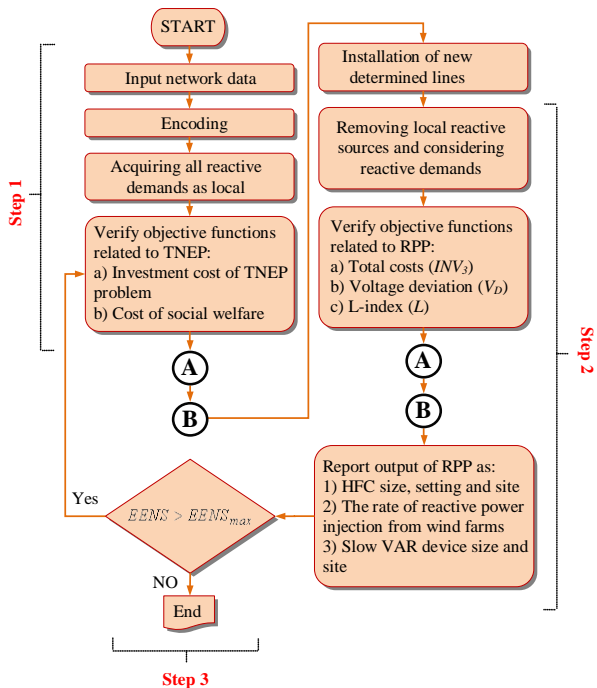 START
Input network data
Encoding
Acquiring all reactive
demands as local
Verify objective functions
related to TNEP:
a) Investment cost of TNEP
problem
b) Cost of social welfare
A
B
Step 1
Installation of new
determined lines
Removing local reactive
sources and considering
reactive demands
Verify objective functions
related to RPP:
a) Total costs (INV₃)
b) Voltage deviation (V_D)
c) L-index (L)
A
B
Report output of RPP as:
1) HFC size, setting and site
2) The rate of reactive power
injection from wind farms
3) Slow VAR device size and
site
Step 2
EENS > EENS_max
Yes
NO
End
Step 3